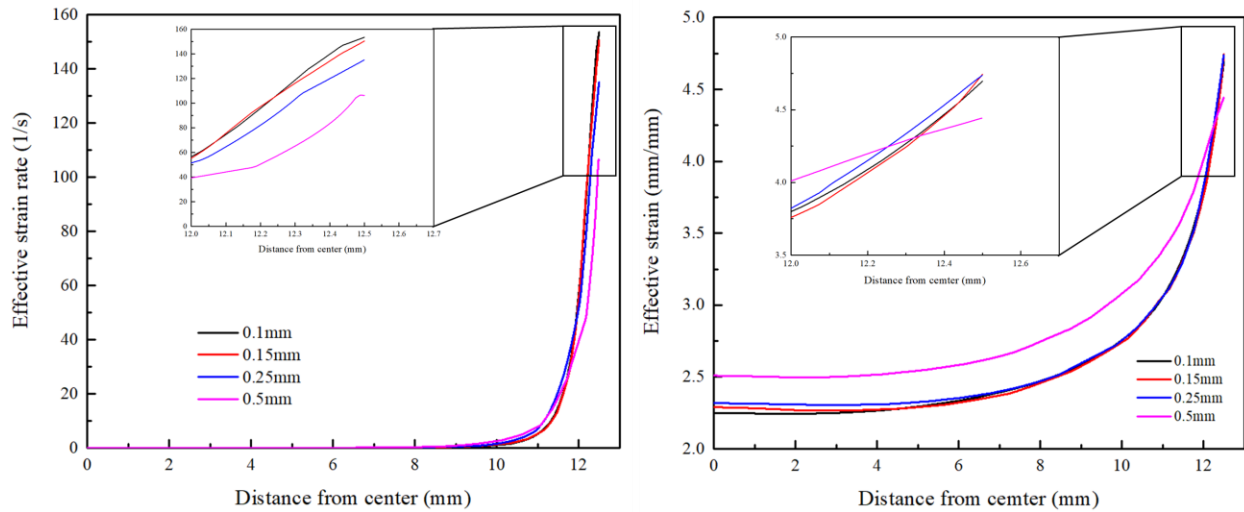 Effective strain rate (1/s)
160
140
120
100
80
60
40
20
0
0 2 4 6 8 10 12
Distance from center (mm)
160
140
120
100
80
60
40
20
0
12.0 12.1 12.2 12.3 12.4 12.5 12.6 12.7
Distance from center (mm)
0.1mm
0.15mm
0.25mm
0.5mm
Effective strain (mm/mm)
5.0
4.5
4.0
3.5
3.0
2.5
2.0
0 2 4 6 8 10 12
Distance from cemter (mm)
5.0
4.5
4.0
3.5
12.0 12.2 12.4 12.6
Distance from center (mm)
0.1mm
0.15mm
0.25mm
0.5mm